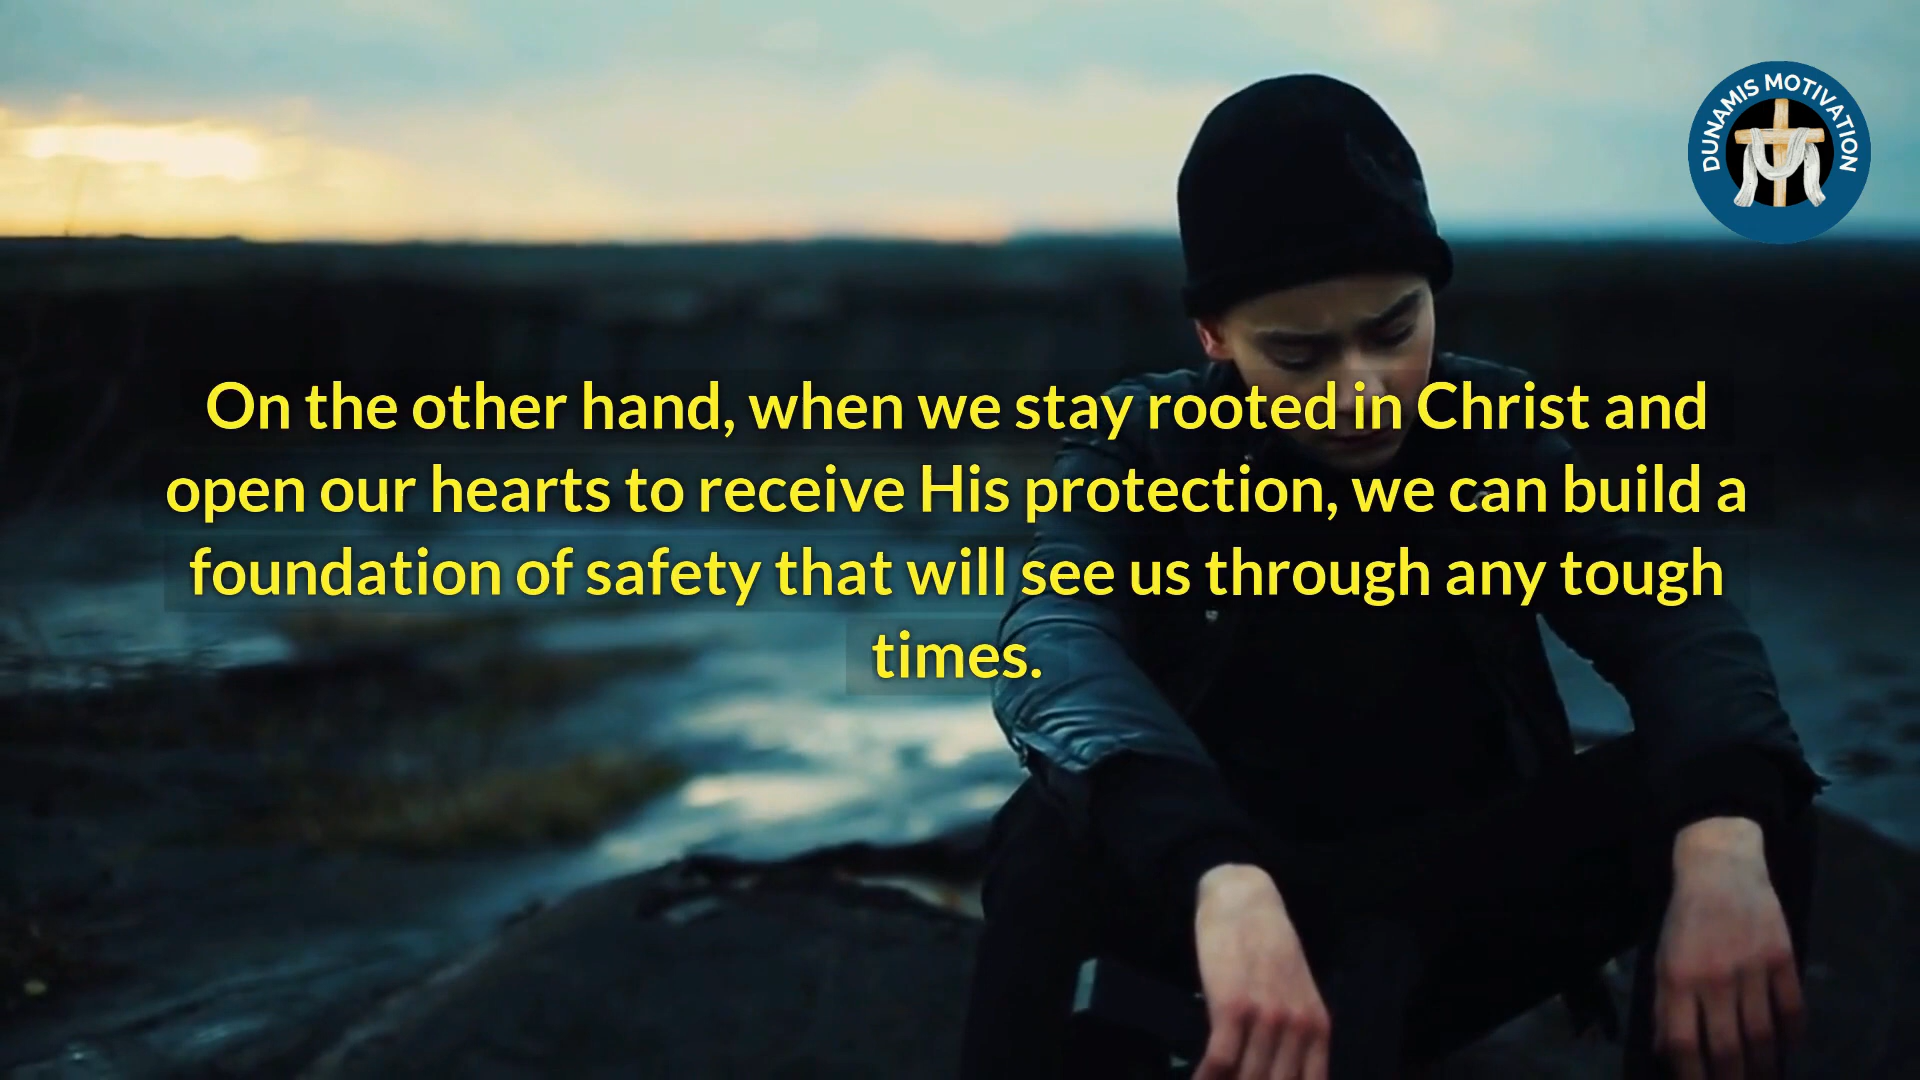 DUNAMIS MOTIVATION
On the other hand, when we stay rooted in Christ and
open our hearts to receive His protection, we can build a
foundation of safety that will see us through any tough
times.